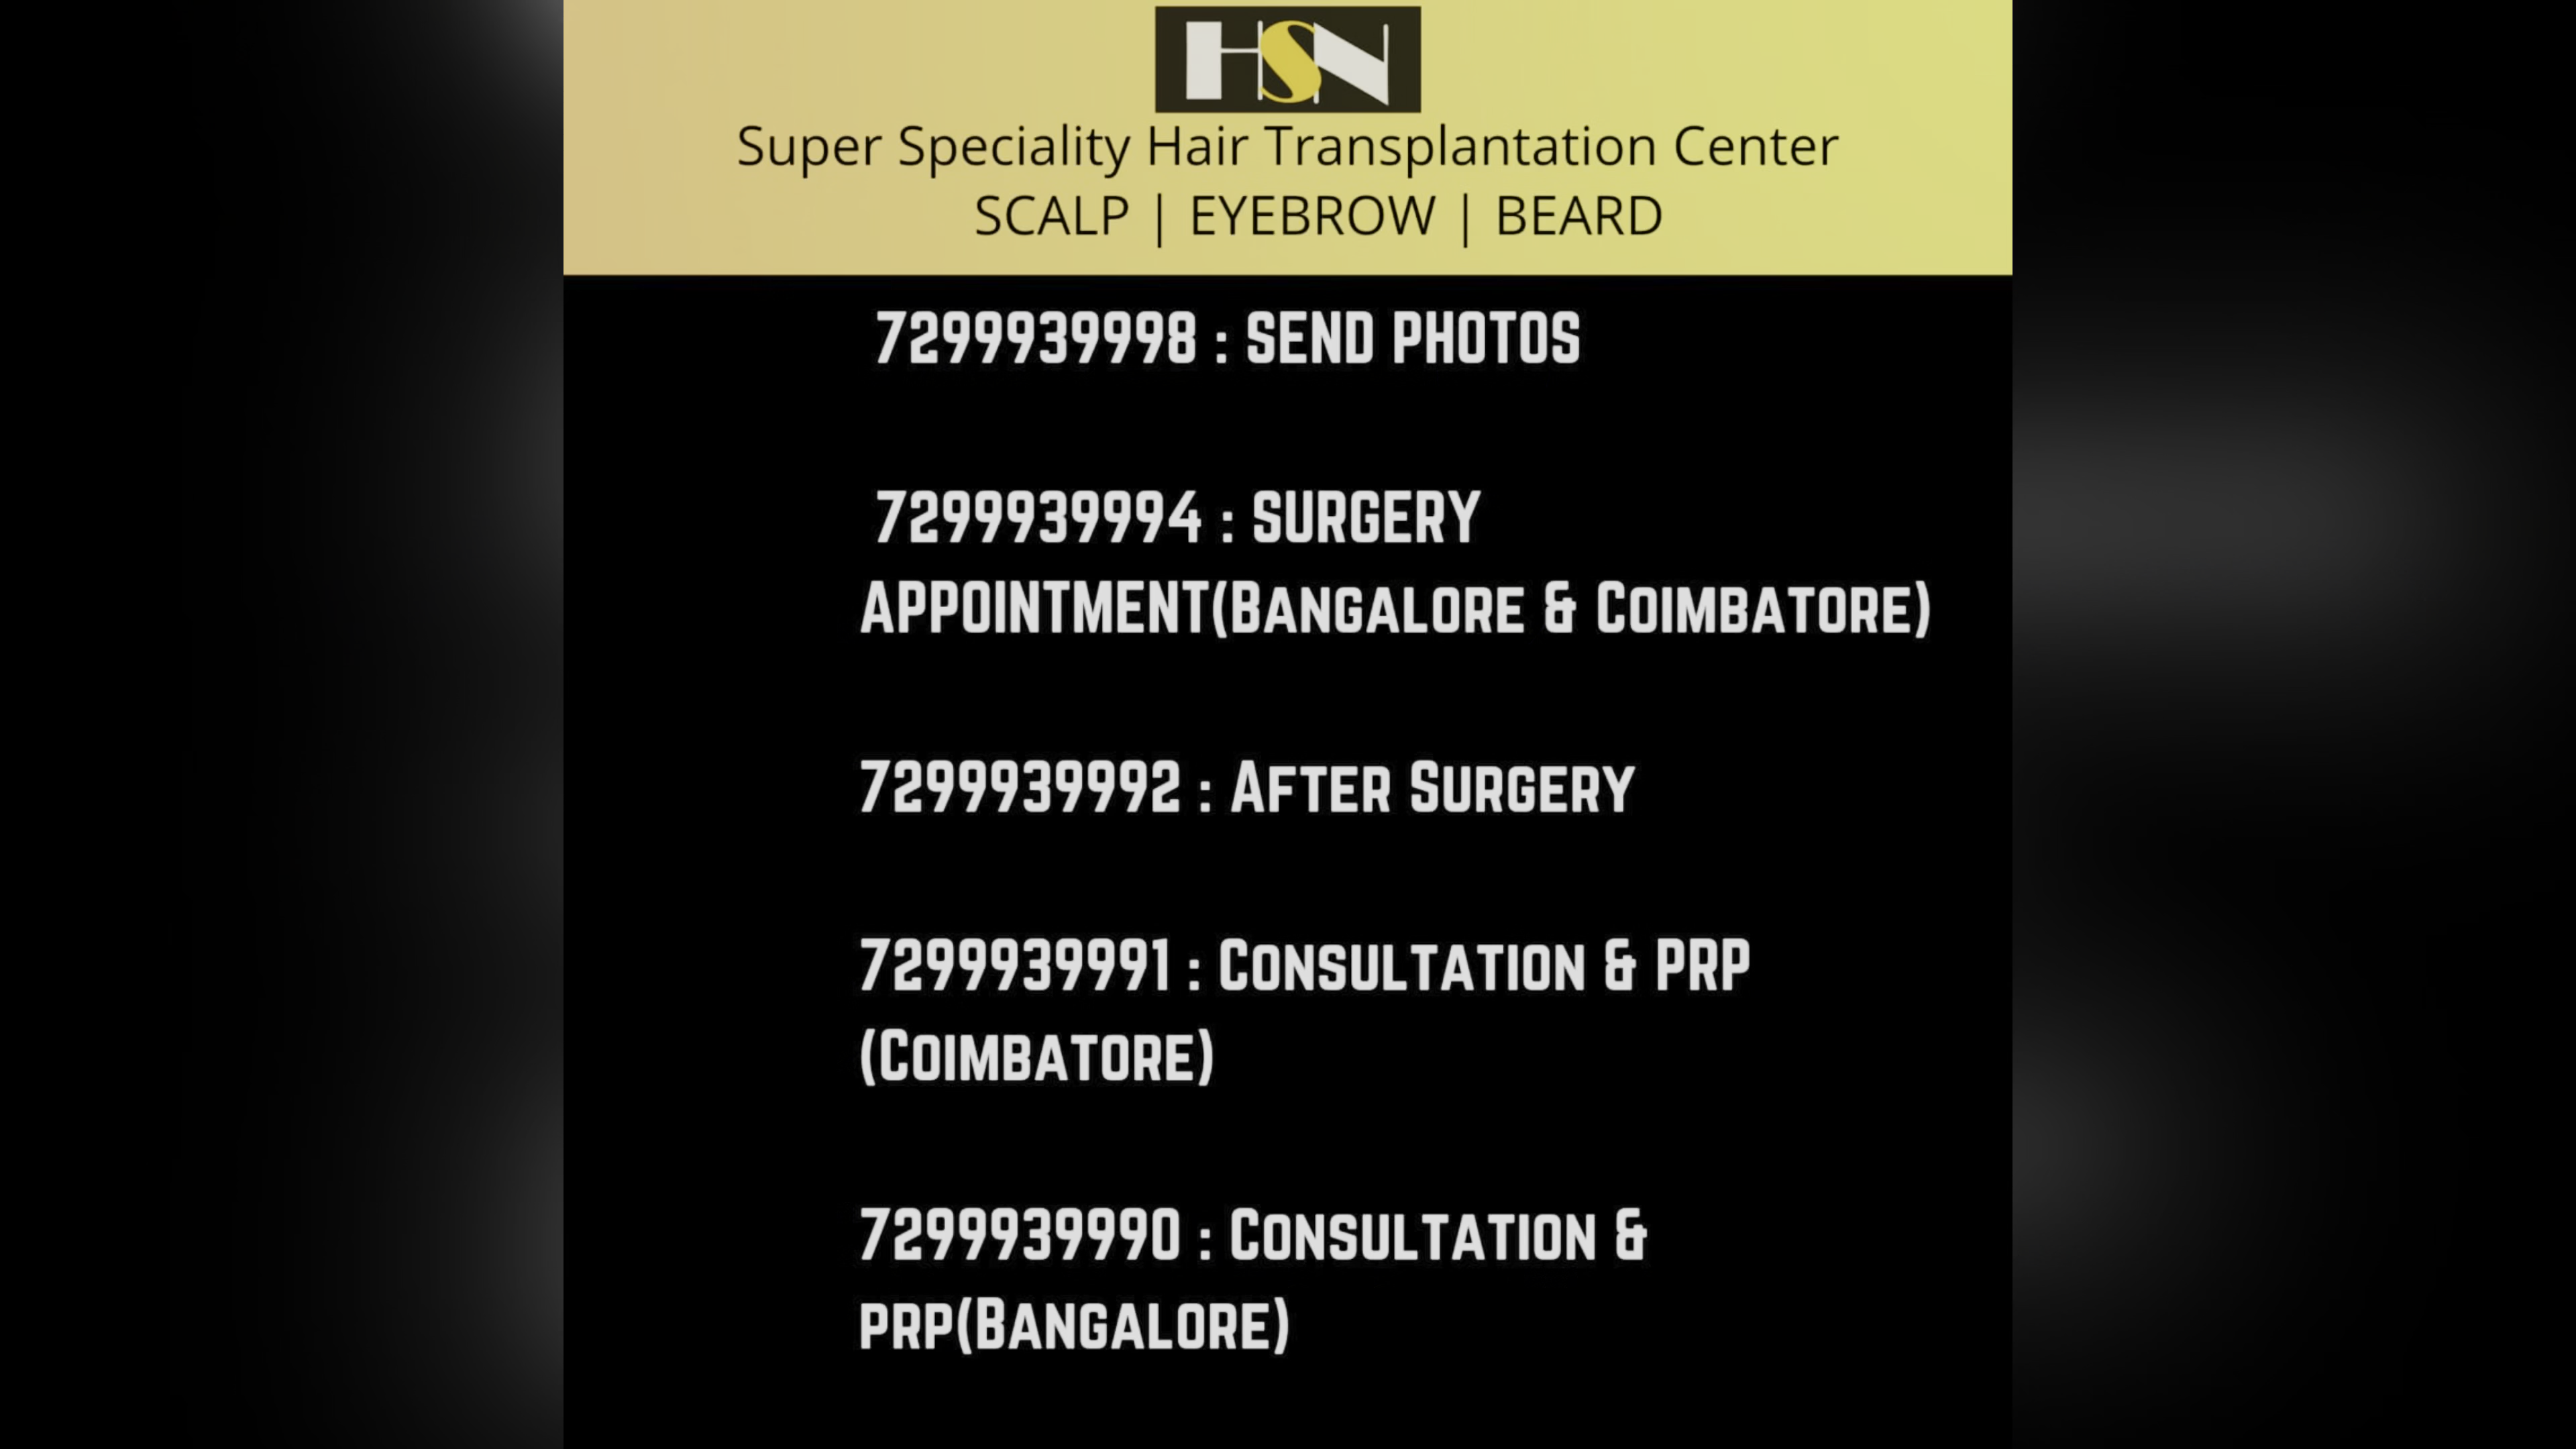 HSN
Super Speciality Hair Transplantation Center
SCALP | EYEBROW | BEARD
7299939998 : SEND PHOTOS
7299939994 : SURGERY
APPOINTMENT(BANGALORE & COIMBATORE)
7299939992 : AFTER SURGERY
7299939991 : CONSULTATION & PRP
(COIMBATORE)
7299939990 : CONSULTATION &
PRP(BANGALORE)